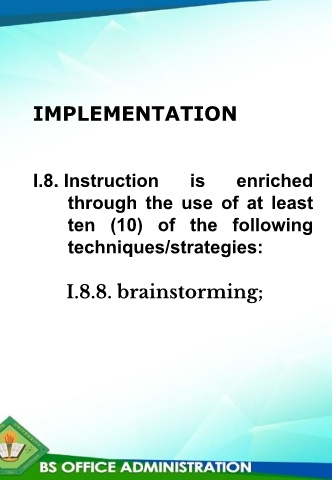 IMPLEMENTATION
I.8. Instruction is enriched
through the use of at least
ten (10) of the following
techniques/strategies:
I.8.8. brainstorming;
BS OFFICE ADMINISTRATION